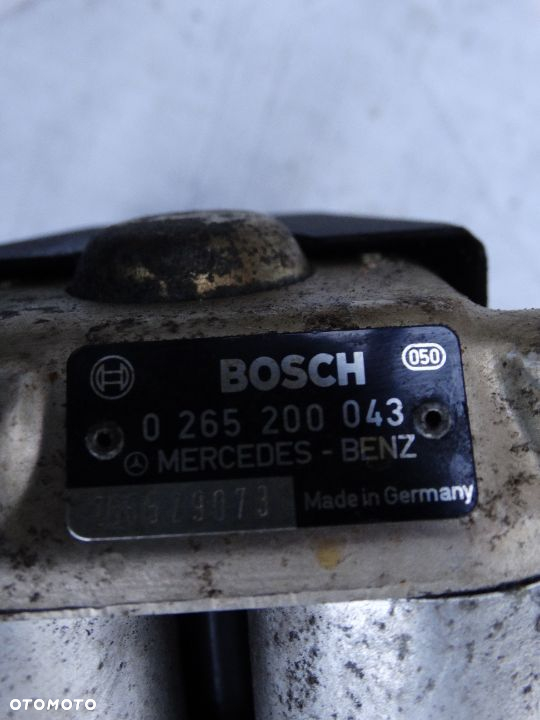 BOSCH
050
0 265 200 043
MERCEDES - BENZ
Made in Germany
OTOMOTO